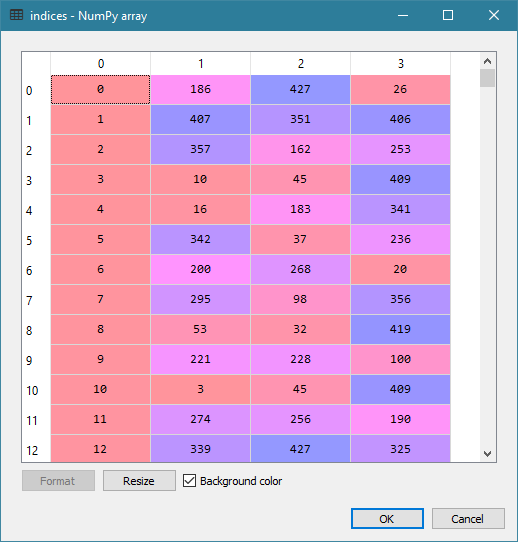 indices - NumPy array
0 1 2 3
0 0 186 427 26
1 1 407 351 406
2 2 357 162 253
3 3 10 45 409
4 4 16 183 341
5 5 342 37 236
6 6 200 268 20
7 7 295 98 356
8 8 53 32 419
9 9 221 228 100
10 10 3 45 409
11 11 274 256 190
12 12 339 427 325
Format Resize Background color
OK Cancel